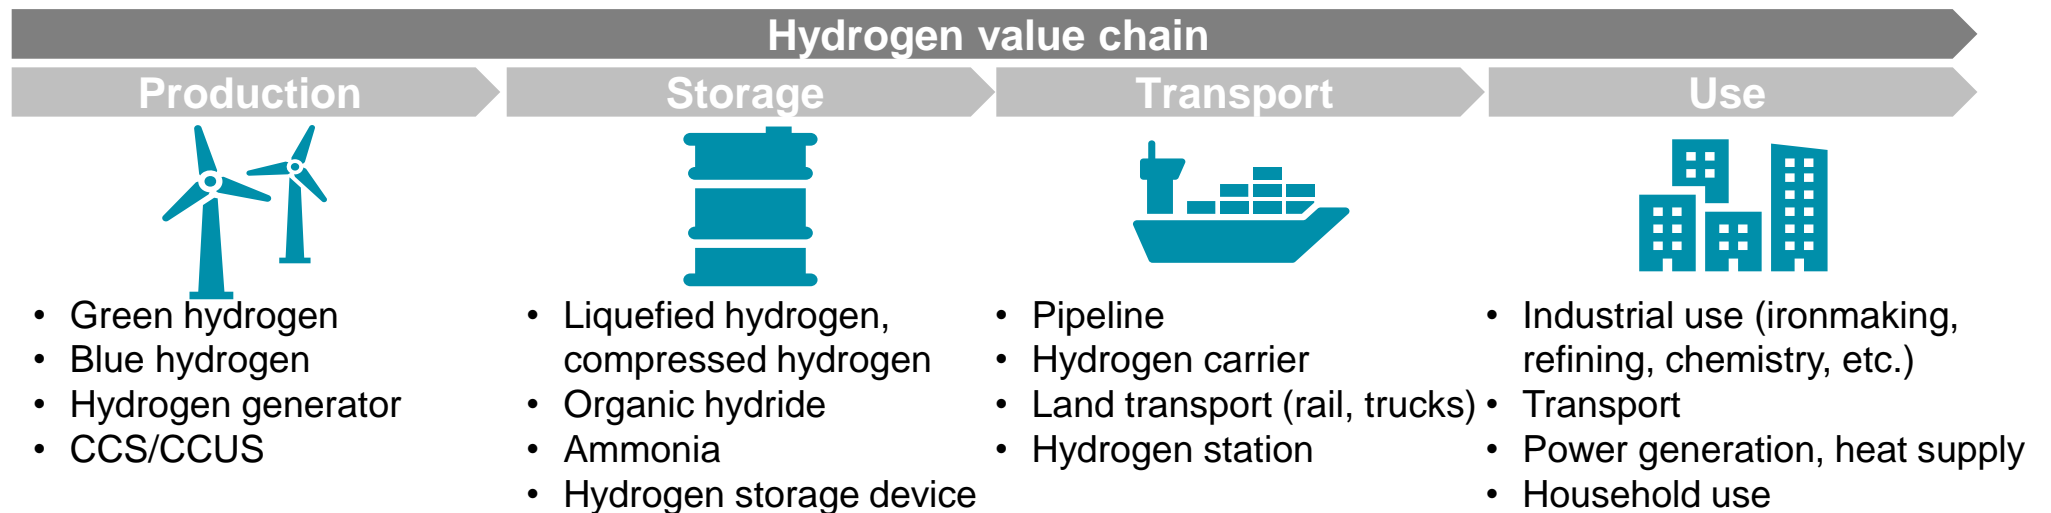 Hydrogen value chain
Production
Storage
Transport
Use
• Green hydrogen
• Blue hydrogen
• Hydrogen generator
• CCS/CCUS
• Liquefied hydrogen,
compressed hydrogen
• Organic hydride
• Ammonia
• Hydrogen storage device
• Pipeline
• Hydrogen carrier
• Land transport (rail, trucks)
• Hydrogen station
• Industrial use (ironmaking,
refining, chemistry, etc.)
• Transport
• Power generation, heat supply
• Household use